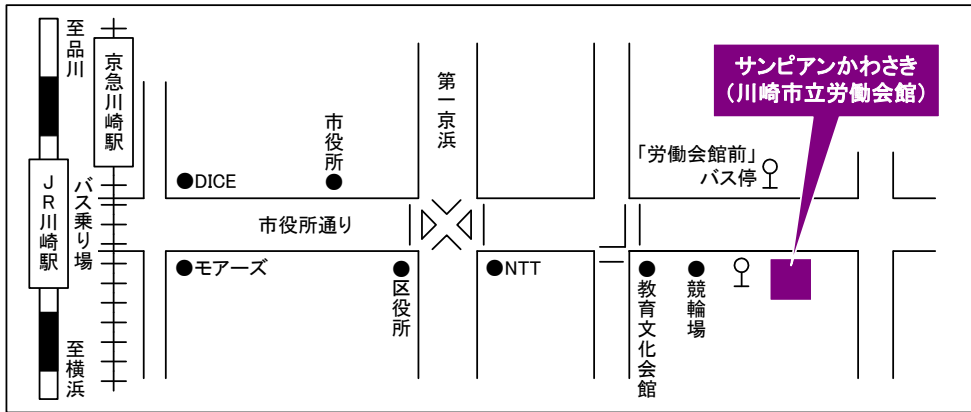 至品川
京急川崎駅
JR川崎駅
バス乗り場
至横浜
DICE
市役所
第一京浜
サンピアンかわさき
（川崎市立労働会館）
「労働会館前」
バス停
市役所通り
モアーズ
区役所
NTT
教育文化会館
競輪場